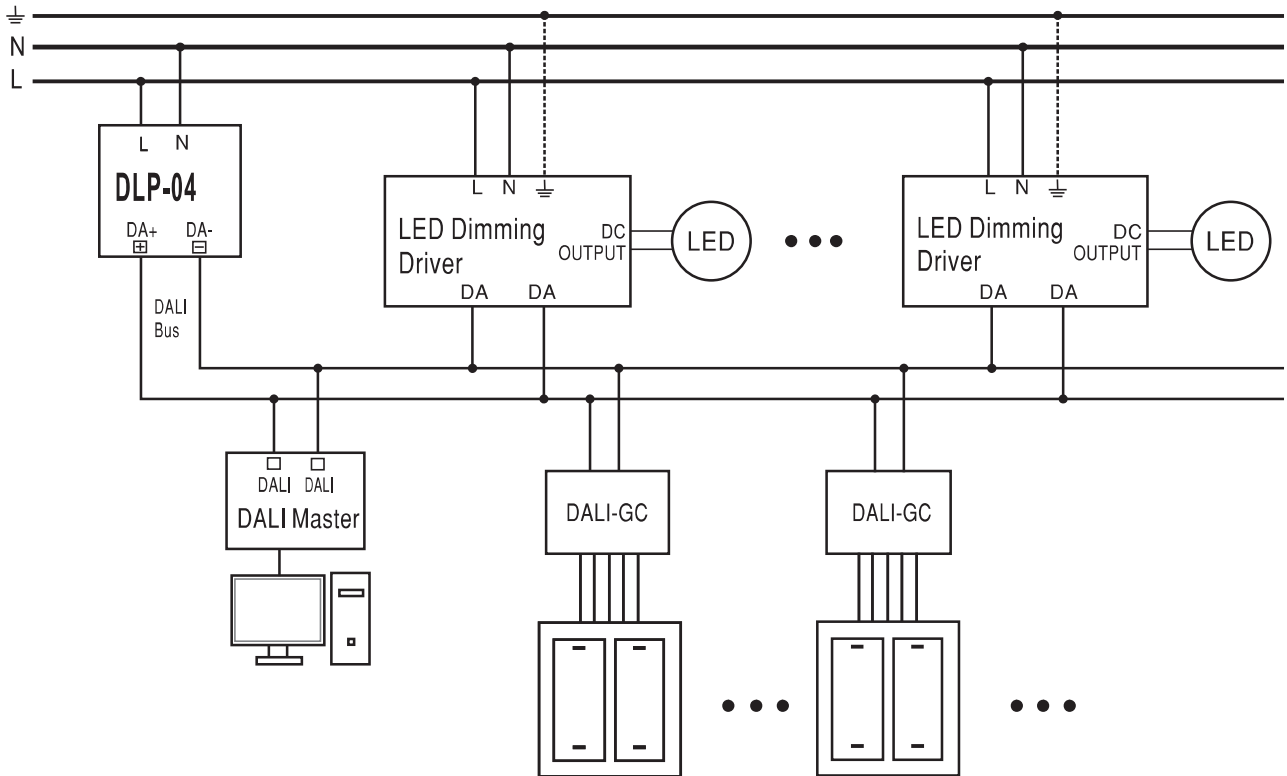 N
L
L N
DLP-04
DA+ DA-
DALI
Bus
L N
LED Dimming
Driver
DC
OUTPUT
DA DA
LED
L N
LED Dimming
Driver
DC
OUTPUT
DA DA
LED
DALI DALI
DALI Master
DALI-GC
DALI-GC